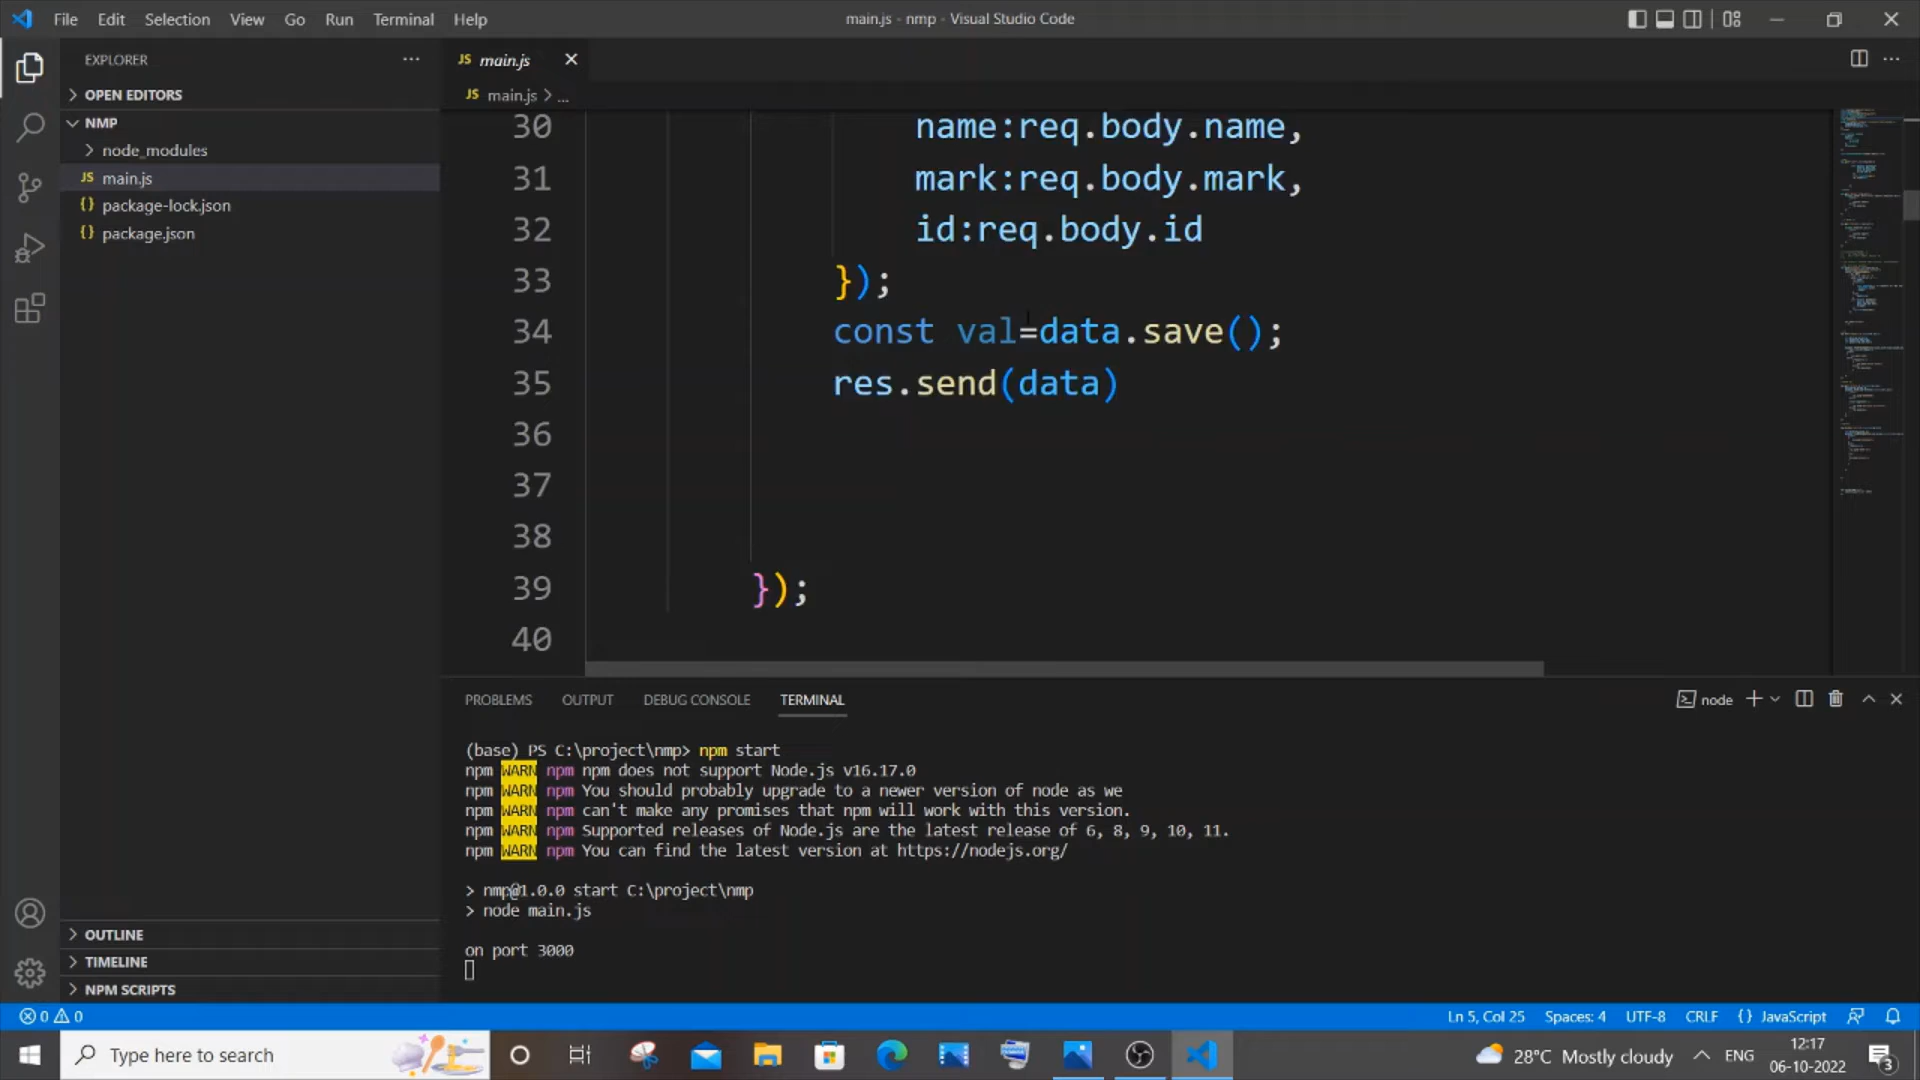 File Edit Selection View Go Run Terminal Help
main.js - nmp - Visual Studio Code
EXPLORER
OPEN EDITORS
NMP
node_modules
JS main.js
{} package-lock.json
{} package.json
OUTLINE
TIMELINE
NPM SCRIPTS
JS main.js
JS main.js > ...
30 name:req.body.name,
31 mark:req.body.mark,
32 id:req.body.id
33 });
34 const val=data.save();
35 res.send(data)
36
37
38
39 });
40
PROBLEMS OUTPUT DEBUG CONSOLE TERMINAL
node
(base) PS C:\project\nmp> npm start
npm WARN npm npm does not support Node.js v16.17.0
npm WARN npm You should probably upgrade to a newer version of node as we
npm WARN npm can't make any promises that npm will work with this version.
npm WARN npm Supported releases of Node.js are the latest release of 6, 8, 9, 10, 11.
npm WARN npm You can find the latest version at https://nodejs.org/
> nmp@1.0.0 start C:\project\nmp
> node main.js
on port 3000
0 0
Ln 5, Col 25 Spaces: 4 UTF-8 CRLF {} JavaScript
Type here to search
28°C Mostly cloudy
ENG
12:17
06-10-2022
3